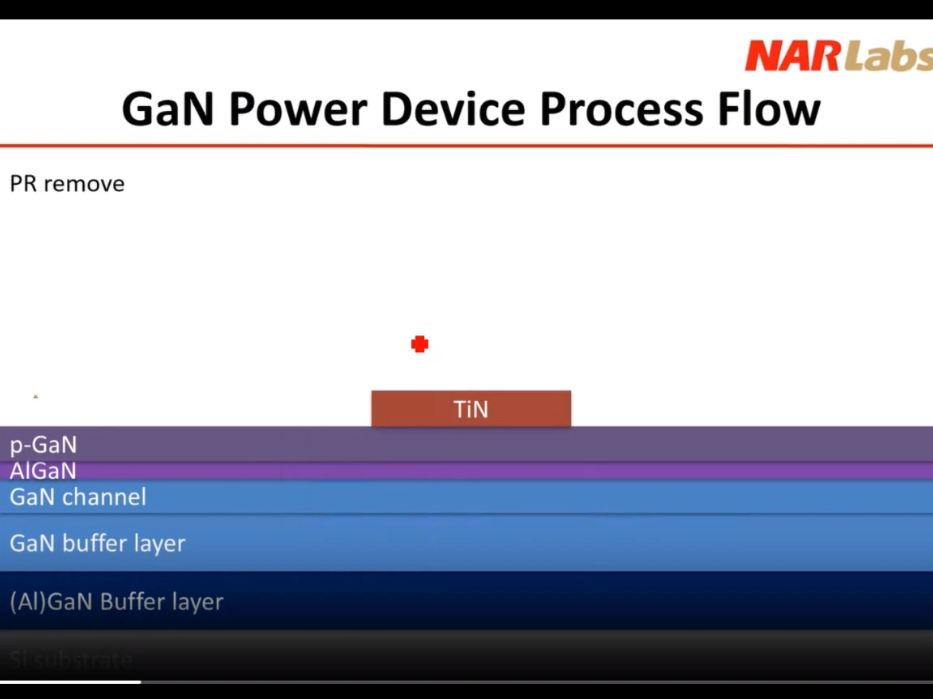 NARLabs
GaN Power Device Process Flow
PR remove
TiN
p-GaN
AlGaN
GaN channel
GaN buffer layer
(Al)GaN Buffer layer
Si substrate